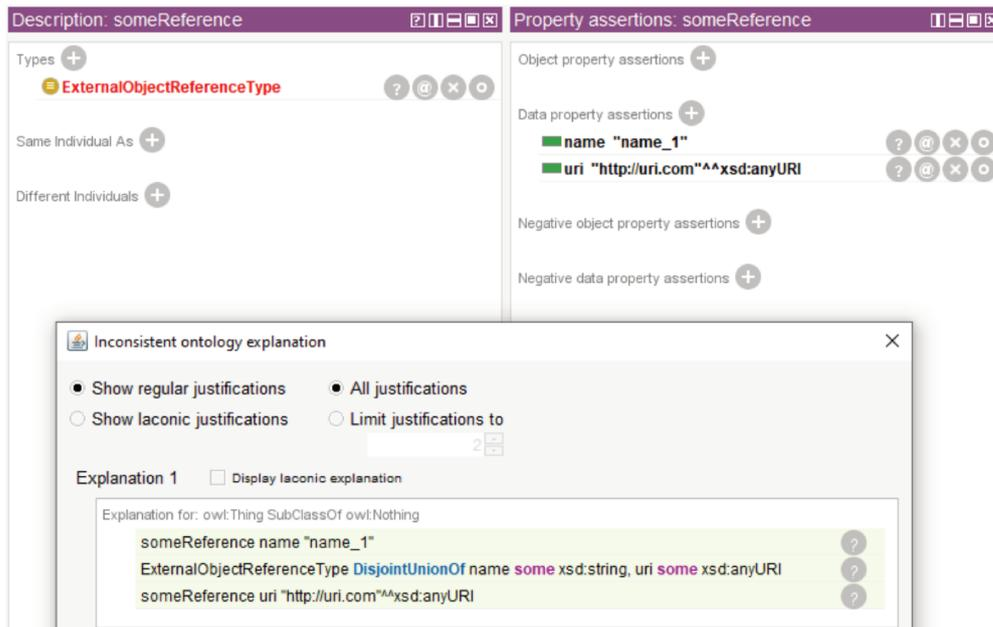 Description: someReference
Types
ExternalObjectReferenceType
Same Individual As
Different Individuals
Property assertions: someReference
Object property assertions
Data property assertions
name "name_1"
uri "http://uri.com"^^xsd:anyURI
Negative object property assertions
Negative data property assertions
Inconsistent ontology explanation
Show regular justifications
All justifications
Show laconic justifications
Limit justifications to
2
Explanation 1
Display laconic explanation
Explanation for: owl:Thing SubClassOf owl:Nothing
someReference name "name_1"
ExternalObjectReferenceType DisjointUnionOf name some xsd:string, uri some xsd:anyURI
someReference uri "http://uri.com"^^xsd:anyURI